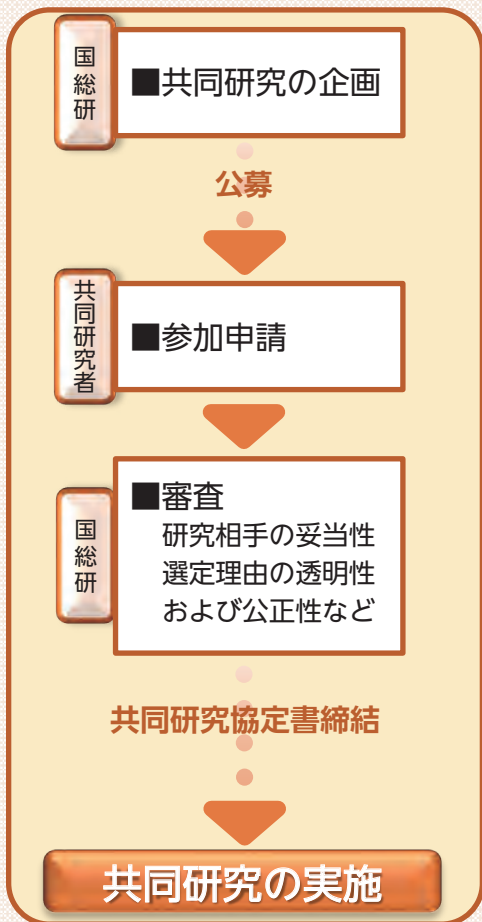 国総研
■共同研究の企画
公募
共同研究者
■参加申請
国総研
■審査
研究相手の妥当性
選定理由の透明性
および公正性など
共同研究協定書締結
共同研究の実施